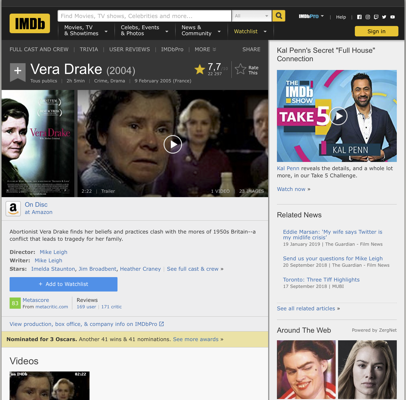 IMDb
Find Movies, TV shows, Celebrities and more...
All
IMDbPro
Help
Movies, TV & Showtimes
Celebs, Events & Photos
News & Community
Watchlist
Sign in
FULL CAST AND CREW | TRIVIA | USER REVIEWS | IMDbPro | MORE
SHARE
Vera Drake (2004)
7,7
Rate This
Tous publics | 2h 5min | Crime, Drama | 9 February 2005 (France)
Vera Drake
2:22 | Trailer
1 VIDEO
On Disc
at Amazon
Abortionist Vera Drake finds her beliefs and practices clash with the mores of 1950s Britain--a
conflict that leads to tragedy for her family.
Director: Mike Leigh
Writer: Mike Leigh
Stars: Imelda Staunton, Jim Broadbent, Heather Craney | See full cast & crew »
+ Add to Watchlist
83
Metascore
From metacritic.com
Reviews
169 user | 171 critic
View production, box office, & company info on IMDbPro
Nominated for 3 Oscars. Another 41 wins & 41 nominations. See more awards »
Videos
Kal Penn's Secret "Full House"
Connection
THE IMDb SHOW
TAKE 5
KAL PENN
Kal Penn reveals the details, and a whole
lot more, in our Take 5 Challenge.
Watch now »
Related News
Eddie Marsan: 'My wife says Twitter is
my midlife crisis'
19 January 2019 | The Guardian - Film News
Send us your questions for Mike Leigh
20 September 2018 | The Guardian - Film News
Toronto: Three Tiff Highlights
17 September 2018 | MUBI
See all related articles »
Around The Web
Powered by ZergNet